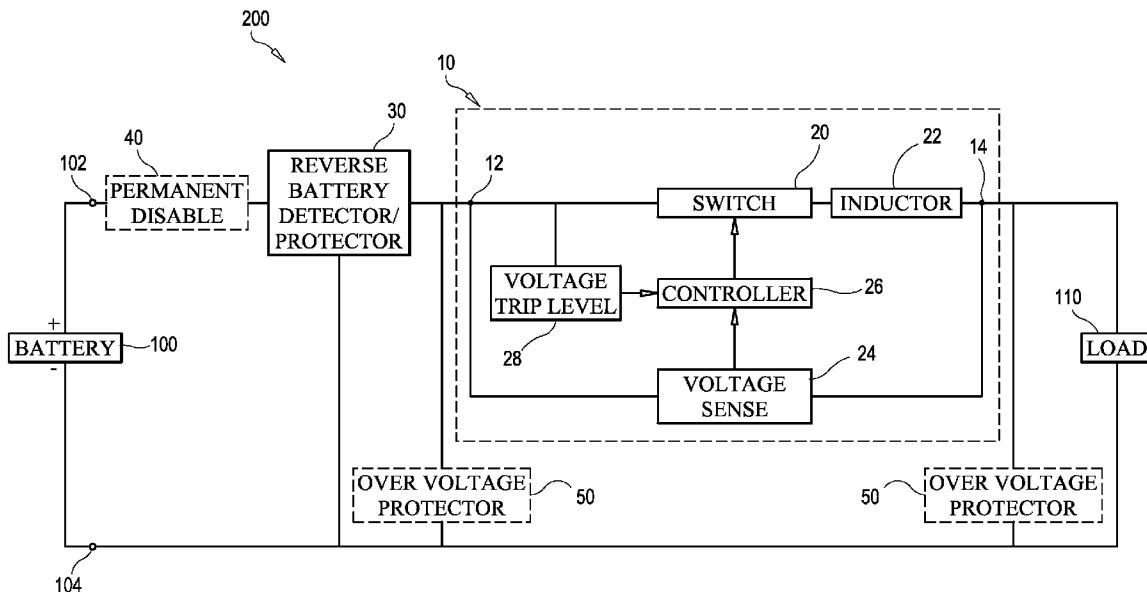 200
10
30
20
22
14
40
12
102
PERMANENT
DISABLE
REVERSE
BATTERY
DETECTOR/
PROTECTOR
SWITCH
INDUCTOR
VOLTAGE
TRIP LEVEL
CONTROLLER
26
28
110
+
BATTERY
100
-
24
LOAD
VOLTAGE
SENSE
OVER VOLTAGE
PROTECTOR
50
50
OVER VOLTAGE
PROTECTOR
104